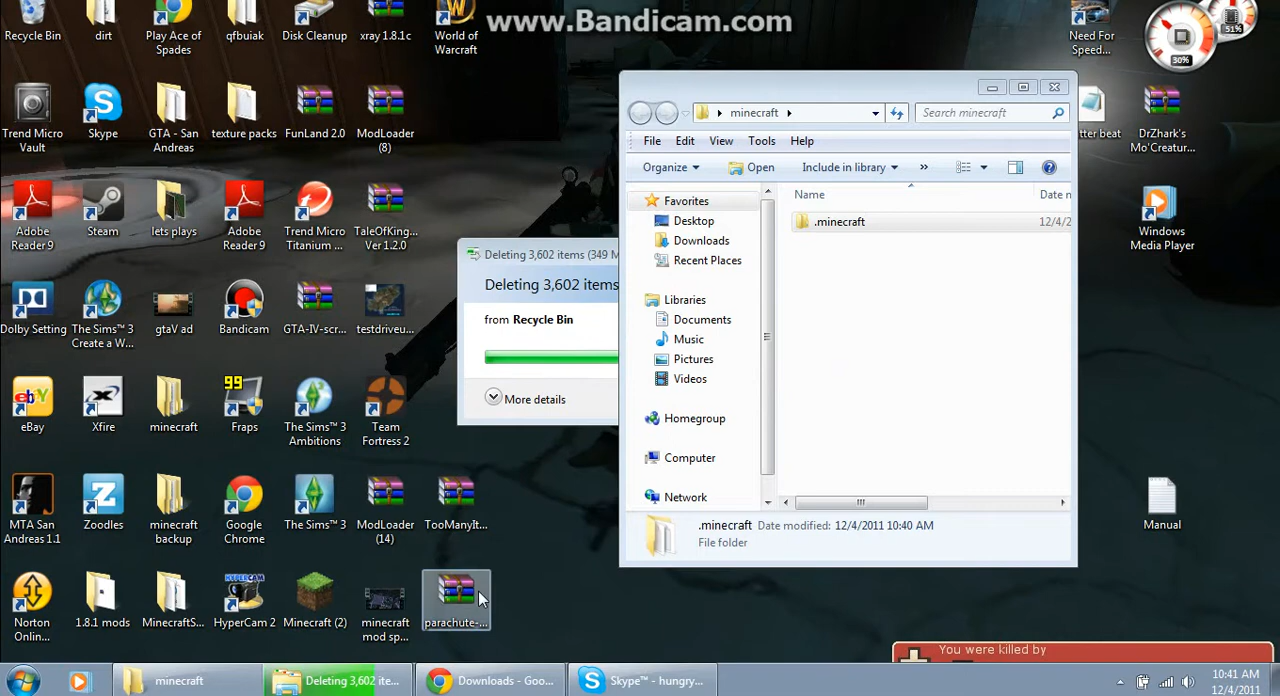 www.Bandicam.com
Recycle Bin
dirt
Play Ace of
Spades
qfbuiak
Disk Cleanup
xray 1.8.1c
World of
Warcraft
Need For
Speed...
30%
51%
Trend Micro
Vault
Skype
GTA - San
Andreas
texture packs
FunLand 2.0
ModLoader
(8)
tter beat
DrZhark's
Mo'Creatur...
Adobe
Reader 9
Steam
lets plays
Adobe
Reader 9
Trend Micro
Titanium ...
TaleOfKing...
Ver 1.2.0
Windows
Media Player
Dolby Setting
The Sims™ 3
Create a W...
gtaV ad
Bandicam
GTA-IV-scr...
testdriveu...
eBay
Xfire
minecraft
99
Fraps
The Sims™ 3
Ambitions
Team
Fortress 2
MTA San
Andreas 1.1
Zoodles
minecraft
backup
Google
Chrome
The Sims™ 3
ModLoader
(14)
TooManyIt...
Manual
Norton
Onlin...
1.8.1 mods
MinecraftS...
HyperCam 2
Minecraft (2)
minecraft
mod sp...
parachute-...
Deleting 3,602 items (349 M
Deleting 3,602 items
from Recycle Bin
More details
minecraft
Search minecraft
File Edit View Tools Help
Organize Open Include in library »
Favorites
Desktop
Downloads
Recent Places
Libraries
Documents
Music
Pictures
Videos
Homegroup
Computer
Network
Name Date n
.minecraft 12/4/2
.minecraft Date modified: 12/4/2011 10:40 AM
File folder
You were killed by
minecraft
Deleting 3,602 ite...
Downloads - Goo...
Skype™ - hungry...
10:41 AM
12/4/2011